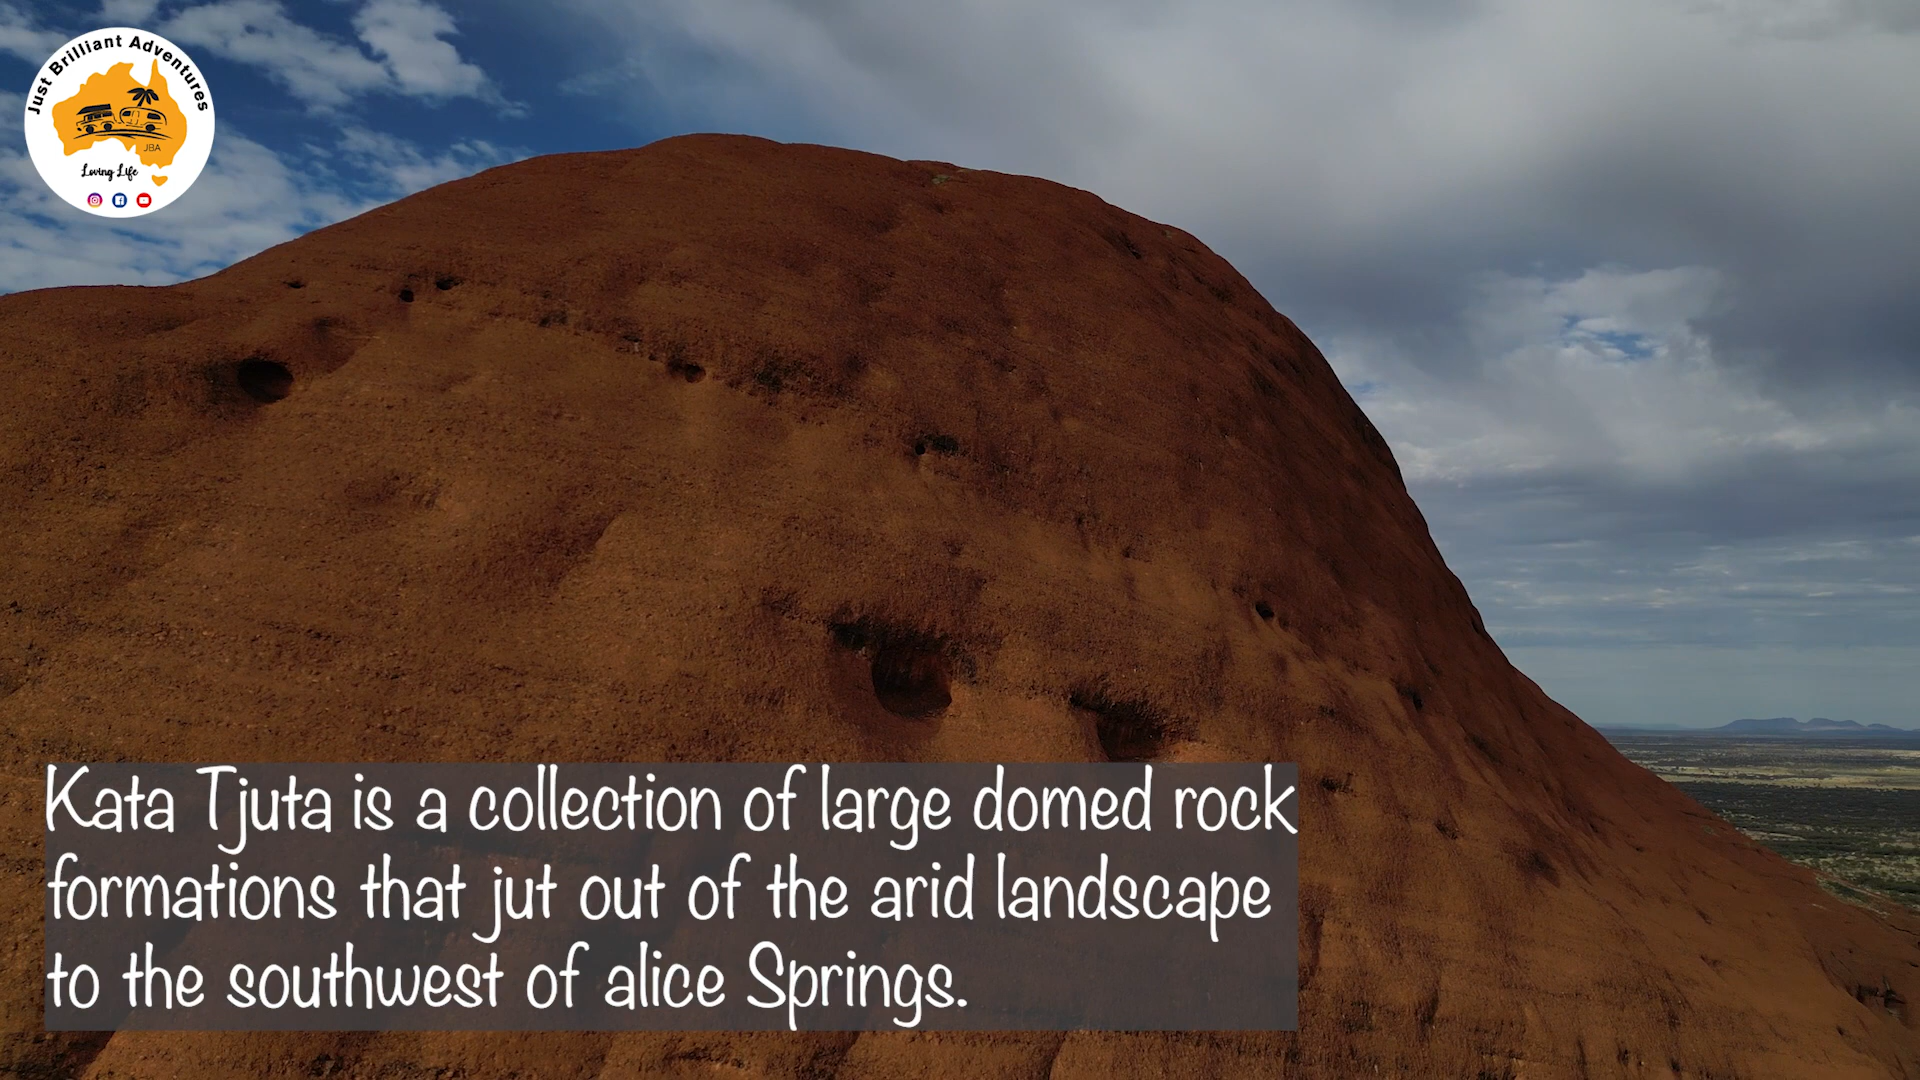 Just Brilliant Adventures
JBA
Loving Life
Kata Tjuta is a collection of large domed rock
formations that jut out of the arid landscape
to the southwest of alice Springs.